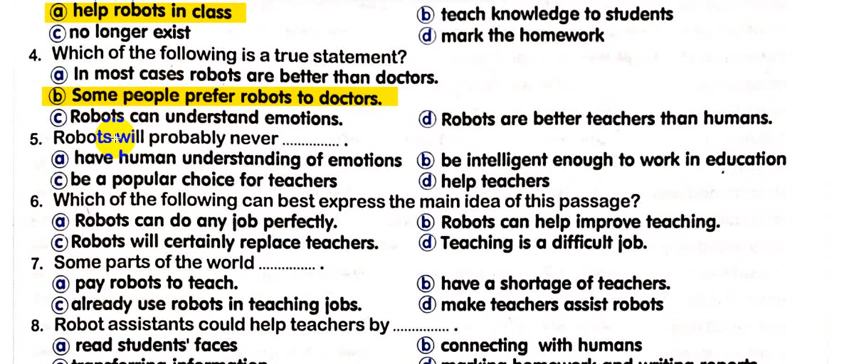 ⓐ help robots in class ⓑ teach knowledge to students
ⓒ no longer exist ⓓ mark the homework
4. Which of the following is a true statement?
ⓐ In most cases robots are better than doctors.
ⓑ Some people prefer robots to doctors.
ⓒ Robots can understand emotions. ⓓ Robots are better teachers than humans.
5. Robots will probably never ............... .
ⓐ have human understanding of emotions ⓑ be intelligent enough to work in education
ⓒ be a popular choice for teachers ⓓ help teachers
6. Which of the following can best express the main idea of this passage?
ⓐ Robots can do any job perfectly. ⓑ Robots can help improve teaching.
ⓒ Robots will certainly replace teachers. ⓓ Teaching is a difficult job.
7. Some parts of the world .............. .
ⓐ pay robots to teach. ⓑ have a shortage of teachers.
ⓒ already use robots in teaching jobs. ⓓ make teachers assist robots
8. Robot assistants could help teachers by .............. .
ⓐ read students' faces ⓑ connecting with humans
ⓒ transferring information ⓓ marking homework and writing reports